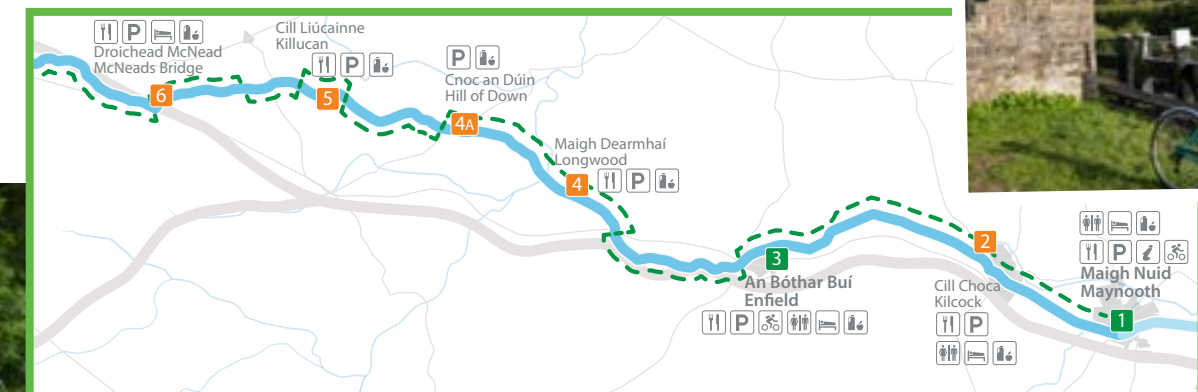 Droichead McNead
McNeads Bridge
6
Cill Liúcainne
Killucan
5
Cnoc an Dúin
Hill of Down
4A
Maigh Dearmhaí
Longwood
4
3
An Bóthar Buí
Enfield
2
Cill Choca
Kilcock
Maigh Nuid
Maynooth
1
P
P
P
P
P
P
P
i